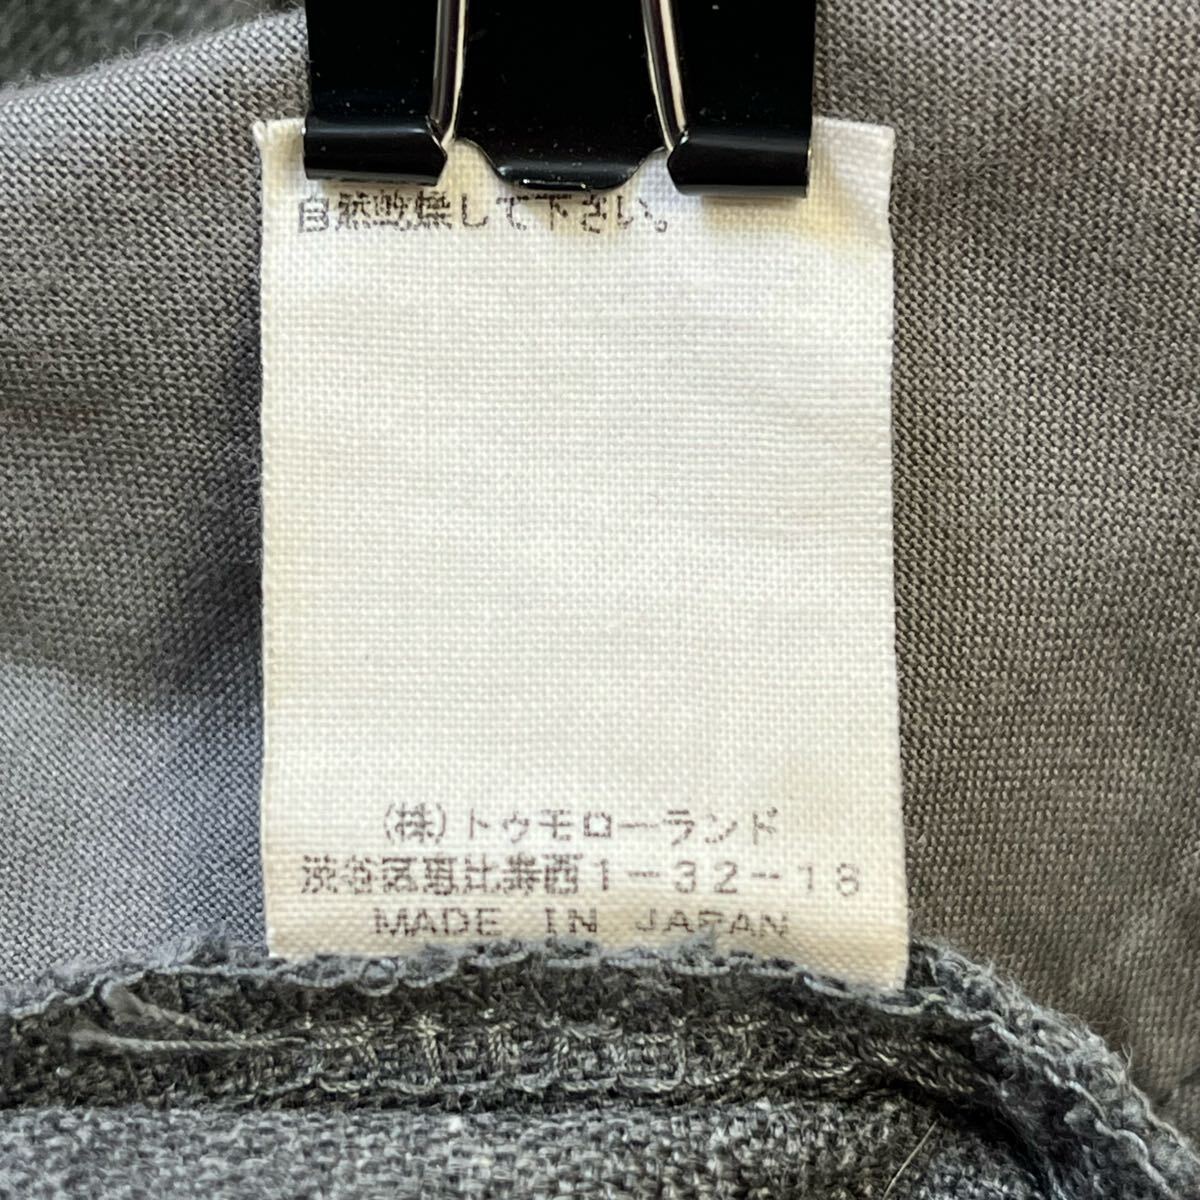 自然乾燥して下さい。
(株)トゥモローランド
渋谷区恵比寿西1-32-18
MADE IN JAPAN